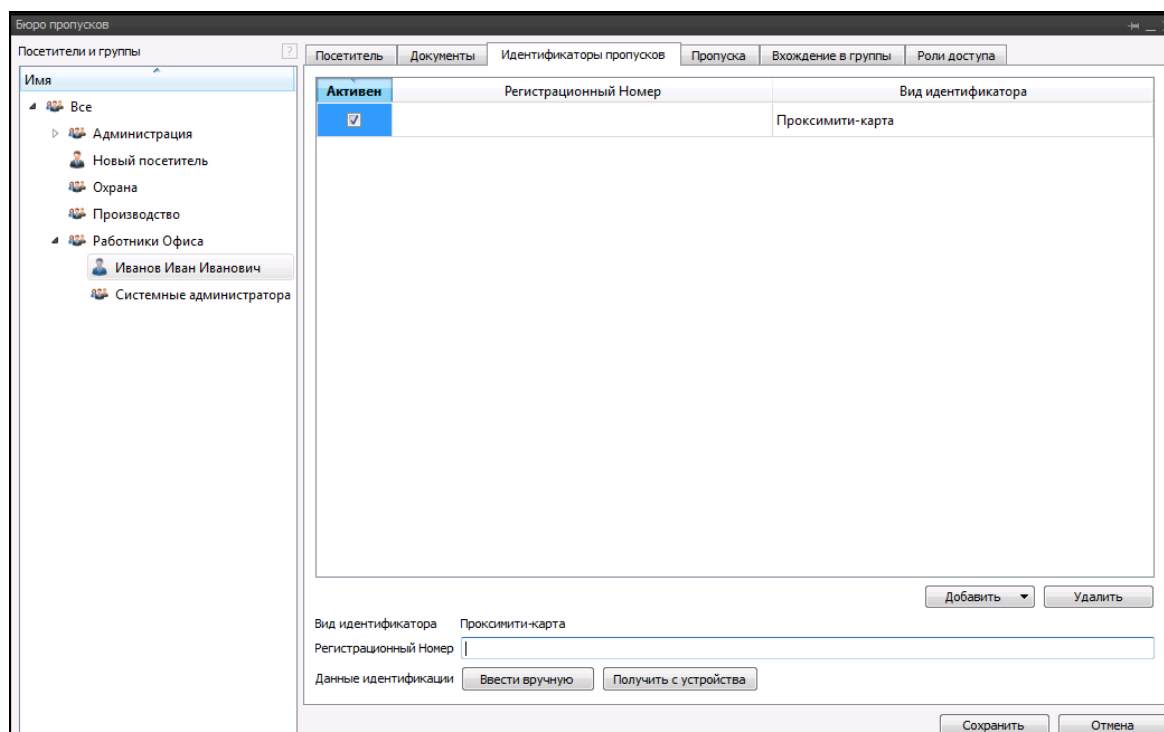 Бюро пропусков
Посетители и группы
?
Имя
Все
Администрация
Новый посетитель
Охрана
Производство
Работники Офиса
Иванов Иван Иванович
Системные администратора
Посетитель Документы Идентификаторы пропусков Пропуска Вхождение в группы Роли доступа
Активен Регистрационный Номер Вид идентификатора
Проксимити-карта
Добавить Удалить
Вид идентификатора Проксимити-карта
Регистрационный Номер
Данные идентификации Ввести вручную Получить с устройства
Сохранить Отмена